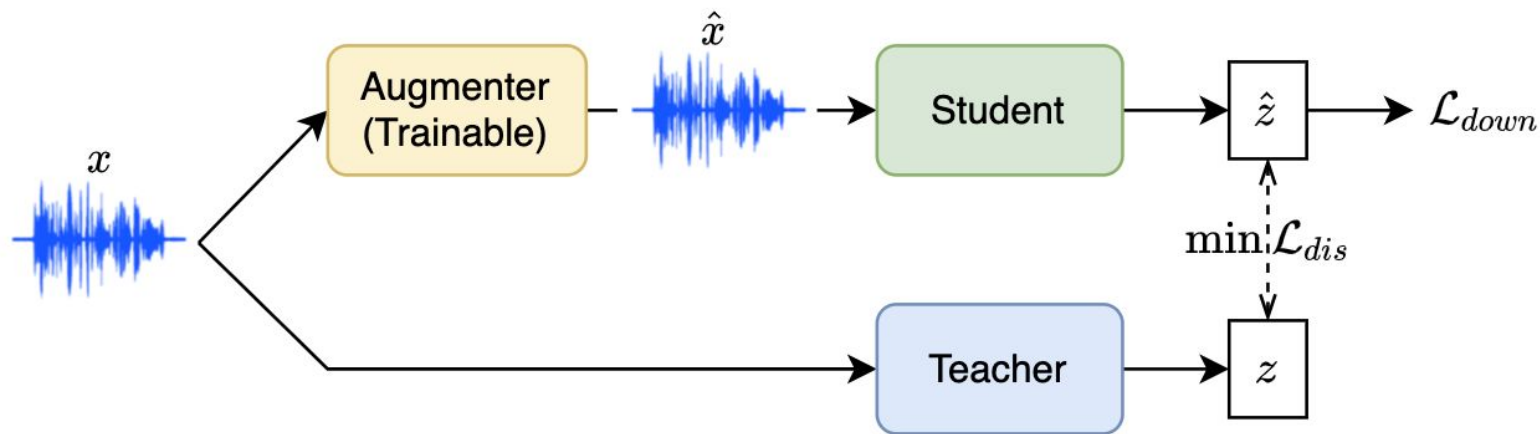 x
Augmenter
(Trainable)
x̂
Student
ẑ
ℒ_down
min ℒ_dis
Teacher
z